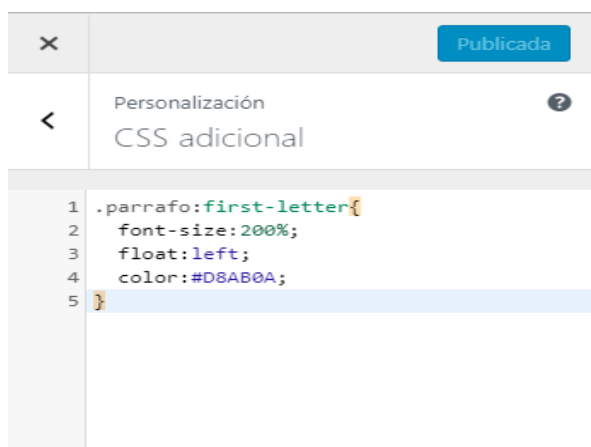 Publicada
Personalización
CSS adicional
1 .parrafo:first-letter{
2 font-size:200%;
3 float:left;
4 color:#D8AB0A;
5 }